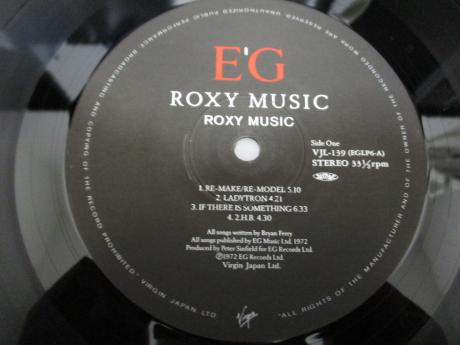 E'G
ROXY MUSIC
ROXY MUSIC
Side One
VJL-139 (EGLP6-A)
STEREO 33⅓rpm
1. RE-MAKE/RE-MODEL 5.10
2. LADYTRON 4.21
3. IF THERE IS SOMETHING 6.33
4. 2.H.B. 4.30
All songs written by Bryan Ferry
All songs published by EG Music Ltd. 1972
Produced by Peter Sinfield for EG Records Ltd.
Ⓟ1972 EG Records Ltd.
Virgin Japan Ltd.
Virgin
·ALL RIGHTS OF THE MANUFACTURER AND OF THE OWNER OF THE RECORDED WORK ARE RESERVED UNAUTHORIZED PUBLIC PERFORMANCE, BROADCASTING AND COPYING OF THE RECORD PROHIBITED·VIRGIN JAPAN LTD.